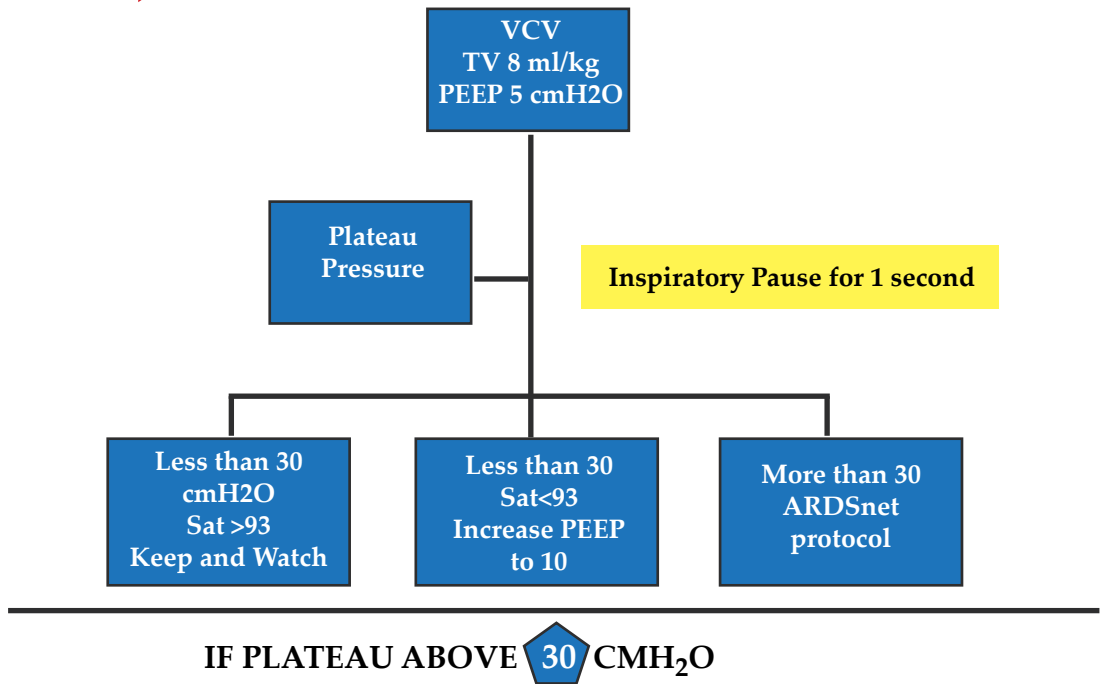 VCV
TV 8 ml/kg
PEEP 5 cmH2O
Plateau
Pressure
Inspiratory Pause for 1 second
Less than 30
cmH2O
Sat >93
Keep and Watch
Less than 30
Sat<93
Increase PEEP
to 10
More than 30
ARDSnet
protocol
IF PLATEAU ABOVE 30 CMH₂O